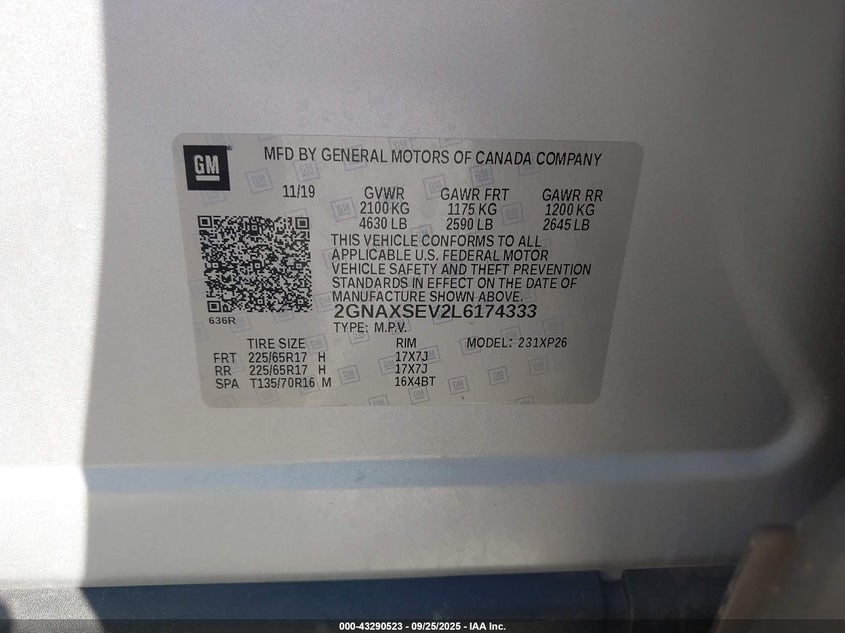 GM
MFD BY GENERAL MOTORS OF CANADA COMPANY
11/19 GVWR GAWR FRT GAWR RR
2100 KG 1175 KG 1200 KG
4630 LB 2590 LB 2645 LB
THIS VEHICLE CONFORMS TO ALL
APPLICABLE U.S. FEDERAL MOTOR
VEHICLE SAFETY AND THEFT PREVENTION
STANDARDS IN EFFECT ON THE DATE OF
MANUFACTURE SHOWN ABOVE.
2GNAXSEV2L6174333
636R
TYPE: M.P.V.
TIRE SIZE RIM MODEL: 231XP26
FRT 225/65R17 H 17X7J
RR 225/65R17 H 17X7J
SPA T135/70R16 M 16X4BT
000-43290523 - 09/25/2025 - IAA Inc.